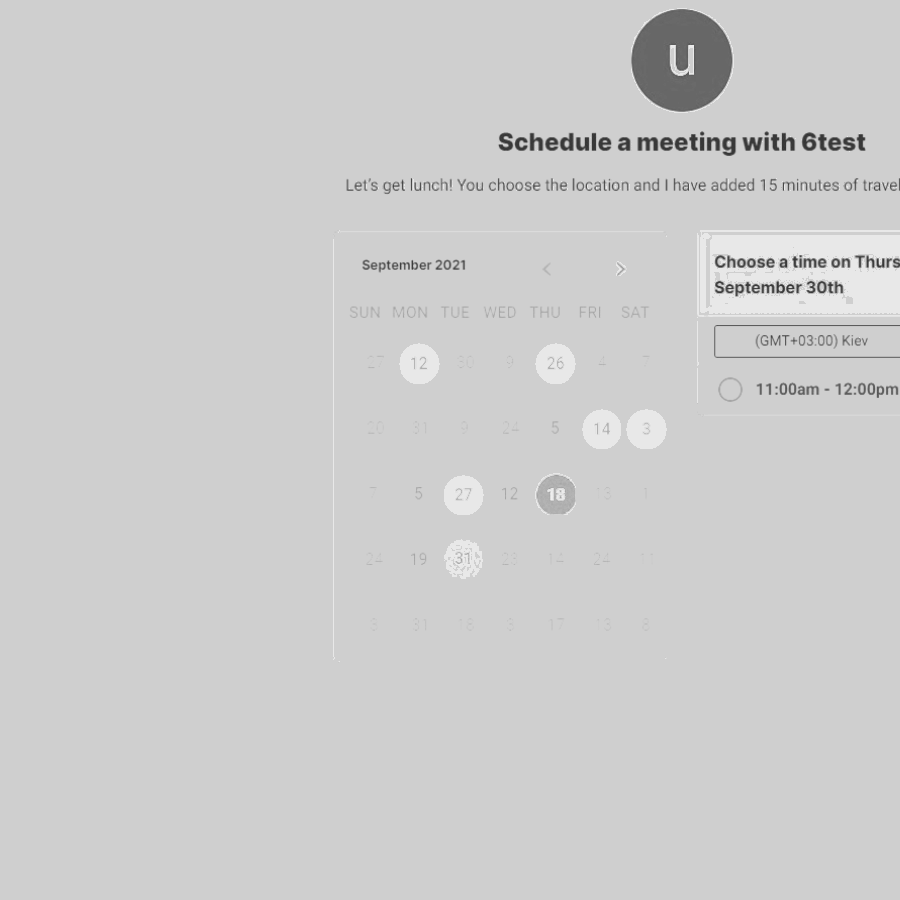 u
Schedule a meeting with 6test
Let's get lunch! You choose the location and I have added 15 minutes of travel
September 2021
SUN MON TUE WED THU FRI SAT
27 12 30 9 26 4 7
20 31 9 24 5 14 3
7 5 27 12 18 13 1
24 19 31 23 14 24 11
3 31 18 3 17 13 8
Choose a time on Thurs
September 30th
(GMT+03:00) Kiev
11:00am - 12:00pm